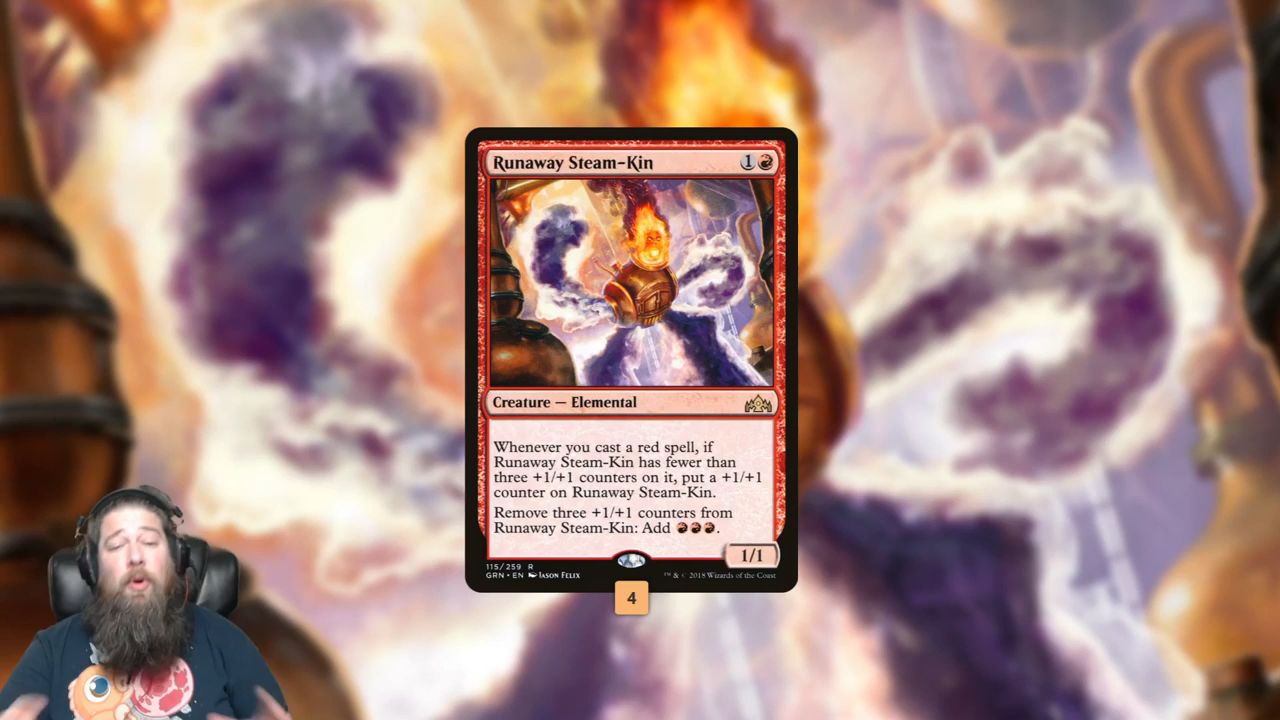 Runaway Steam-Kin 1
Creature — Elemental
Whenever you cast a red spell, if
Runaway Steam-Kin has fewer than
three +1/+1 counters on it, put a +1/+1
counter on Runaway Steam-Kin.
Remove three +1/+1 counters from
Runaway Steam-Kin: Add
1/1
115/259 R
GRN • EN Jason Felix
™ & © 2018 Wizards of the Coast
4